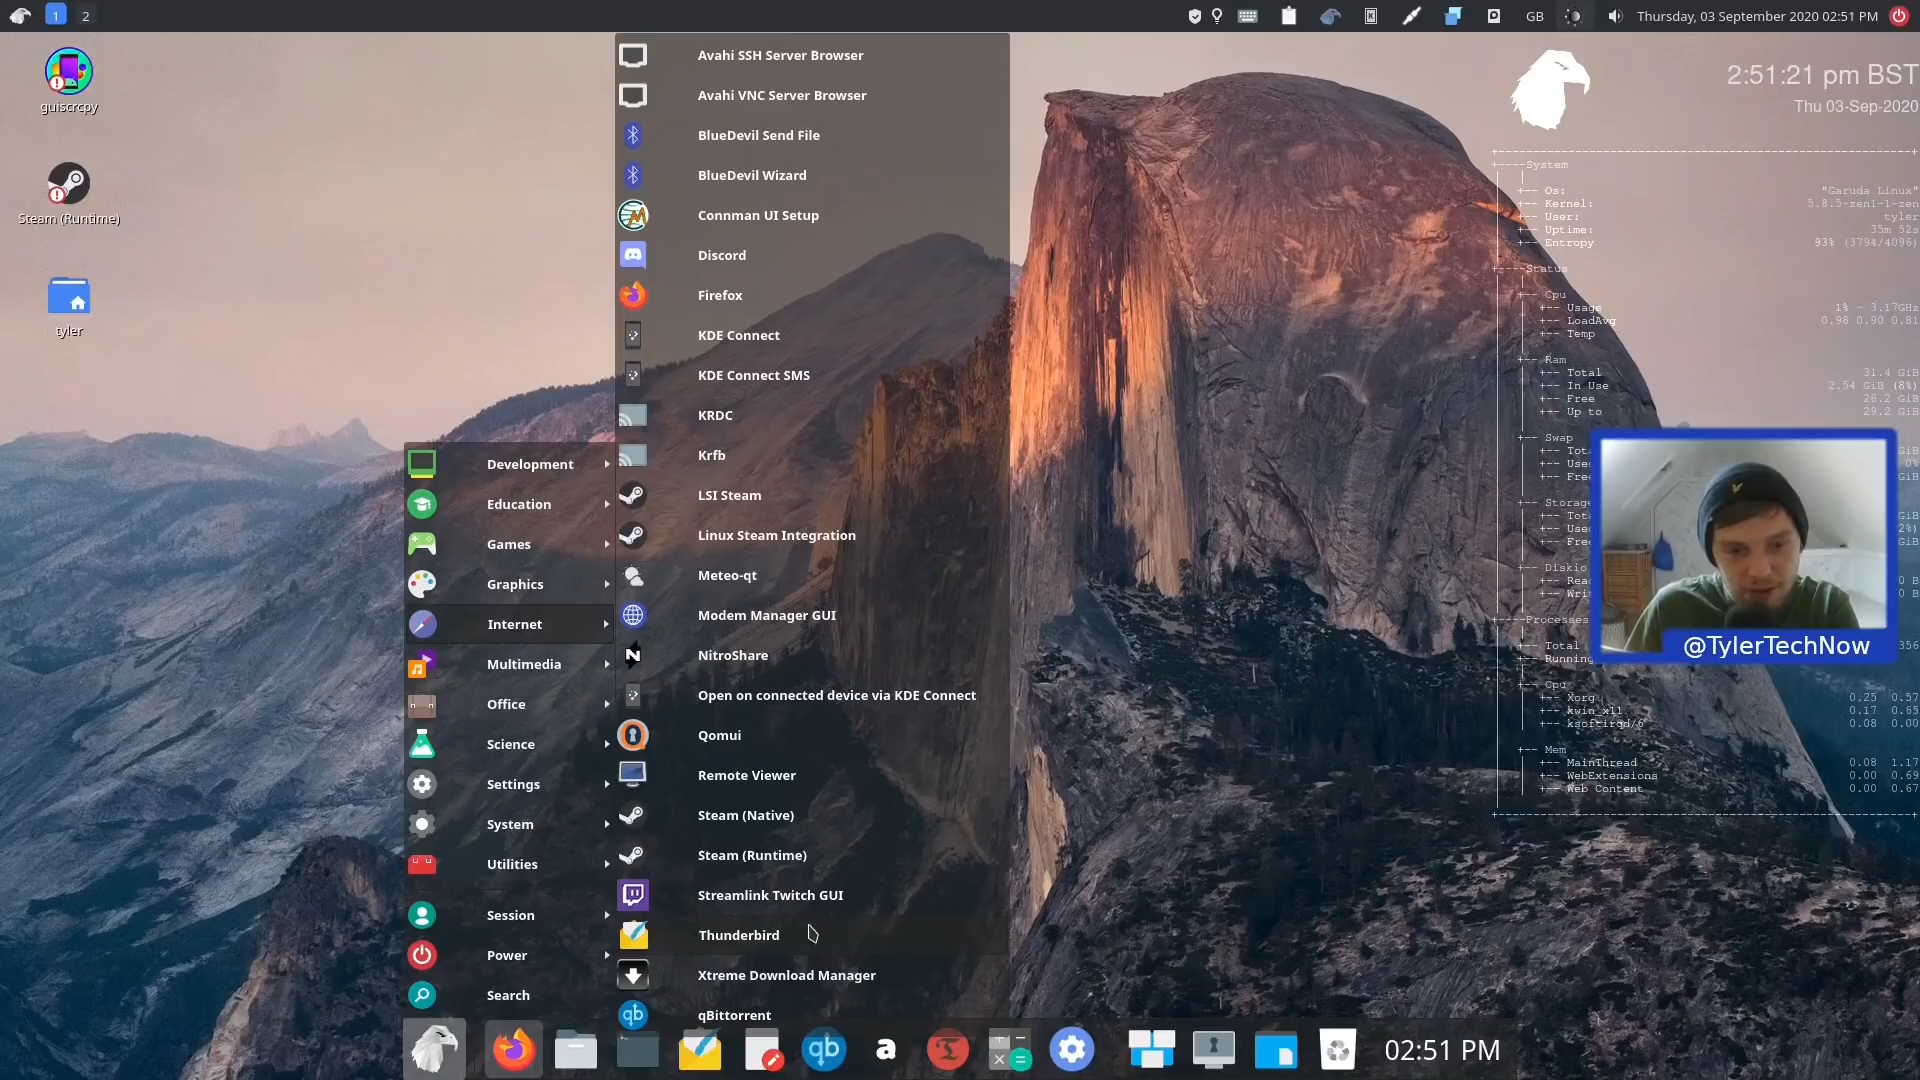 1
2
GB
Thursday, 03 September 2020 02:51 PM
guiscrcpy
Steam (Runtime)
tyler
Avahi SSH Server Browser
Avahi VNC Server Browser
BlueDevil Send File
BlueDevil Wizard
Connman UI Setup
Discord
Firefox
KDE Connect
KDE Connect SMS
KRDC
Krfb
LSI Steam
Linux Steam Integration
Meteo-qt
Modem Manager GUI
NitroShare
Open on connected device via KDE Connect
Qomui
Remote Viewer
Steam (Native)
Steam (Runtime)
Streamlink Twitch GUI
Thunderbird
Xtreme Download Manager
qBittorrent
Development
Education
Games
Graphics
Internet
Multimedia
Office
Science
Settings
System
Utilities
Session
Power
Search
2:51:21 pm BST
Thu 03-Sep-2020
System
Os: "Garuda Linux"
Kernel: 5.8.5-zen1-1-zen
User: tyler
Uptime: 35m 52s
Entropy 93% (3794/4096)
Status
Cpu
Usage 1% - 3.17GHz
LoadAvg 0.98 0.90 0.81
Temp
Ram
Total 31.4 GiB
In Use 2.54 GiB (8%)
Free 26.2 GiB
Up to 29.2 GiB
Swap
Storage
Diskio
Processes
Total 356
Running
Cpu
Xorg 0.25 0.57
kwin_x11 0.17 0.65
ksoftirqd/6 0.08 0.00
Mem
MainThread 0.08 1.17
WebExtensions 0.00 0.69
Web Content 0.00 0.67
@TylerTechNow
qb
a
02:51 PM